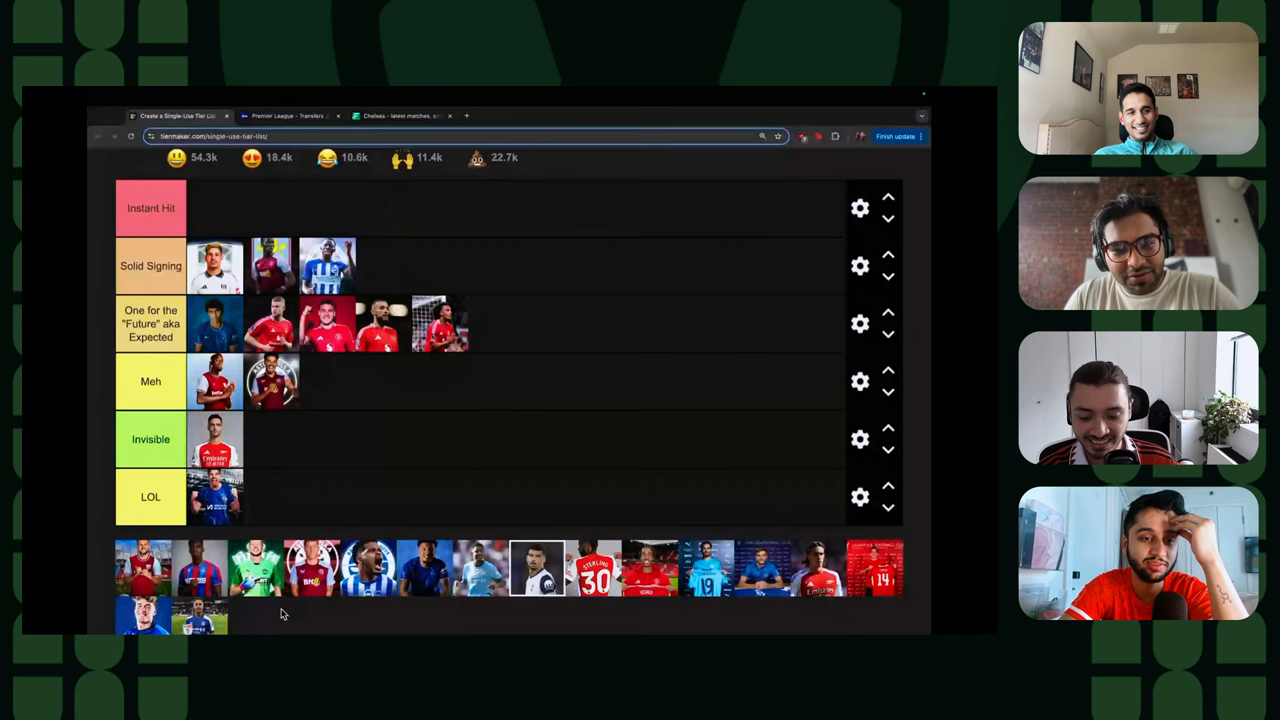 Create a Single-Use Tier List
Premier League - Transfers
Chelsea - latest matches,
tiermaker.com/single-use-tier-list/
Finish update
54.3k
18.4k
10.6k
11.4k
22.7k
Instant Hit
Solid Signing
One for the
"Future" aka
Expected
Meh
Invisible
LOL
STERLING
30
19
14